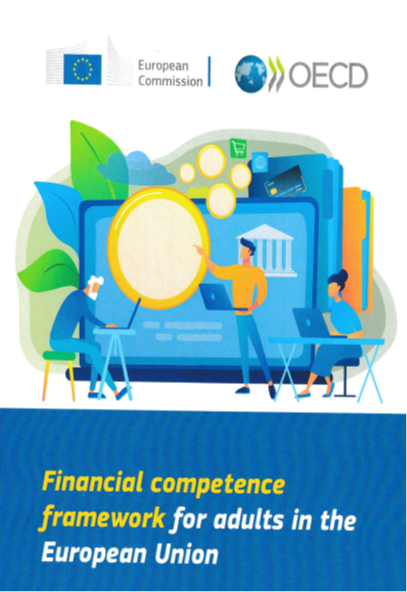 European
Commission
OECD
Financial competence
framework for adults in the
European Union